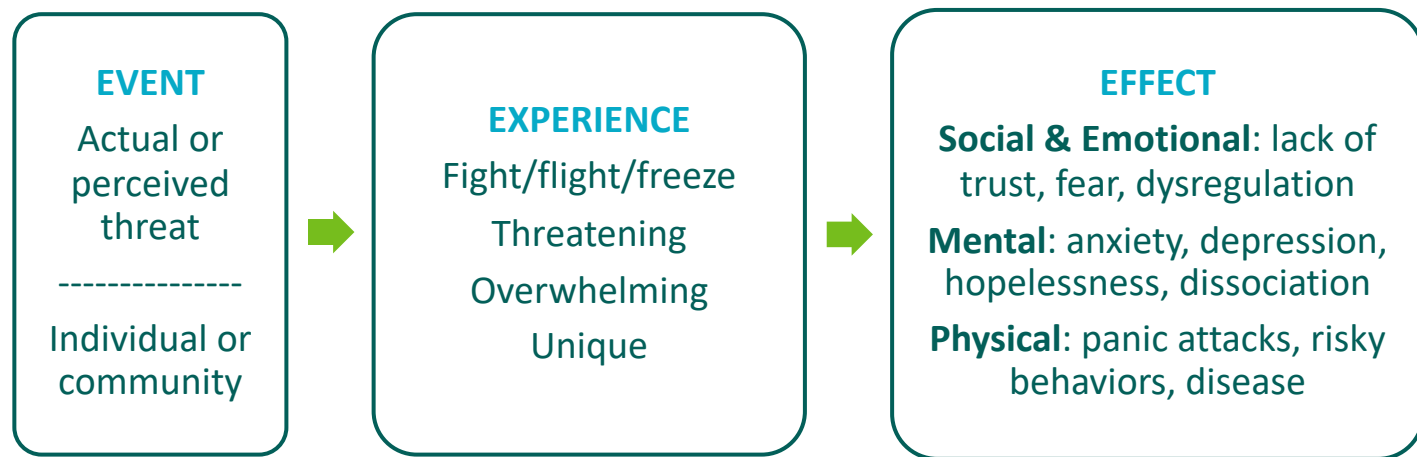 EVENT
Actual or
perceived
threat
---------------
Individual or
community
EXPERIENCE
Fight/flight/freeze
Threatening
Overwhelming
Unique
EFFECT
Social & Emotional: lack of
trust, fear, dysregulation
Mental: anxiety, depression,
hopelessness, dissociation
Physical: panic attacks, risky
behaviors, disease